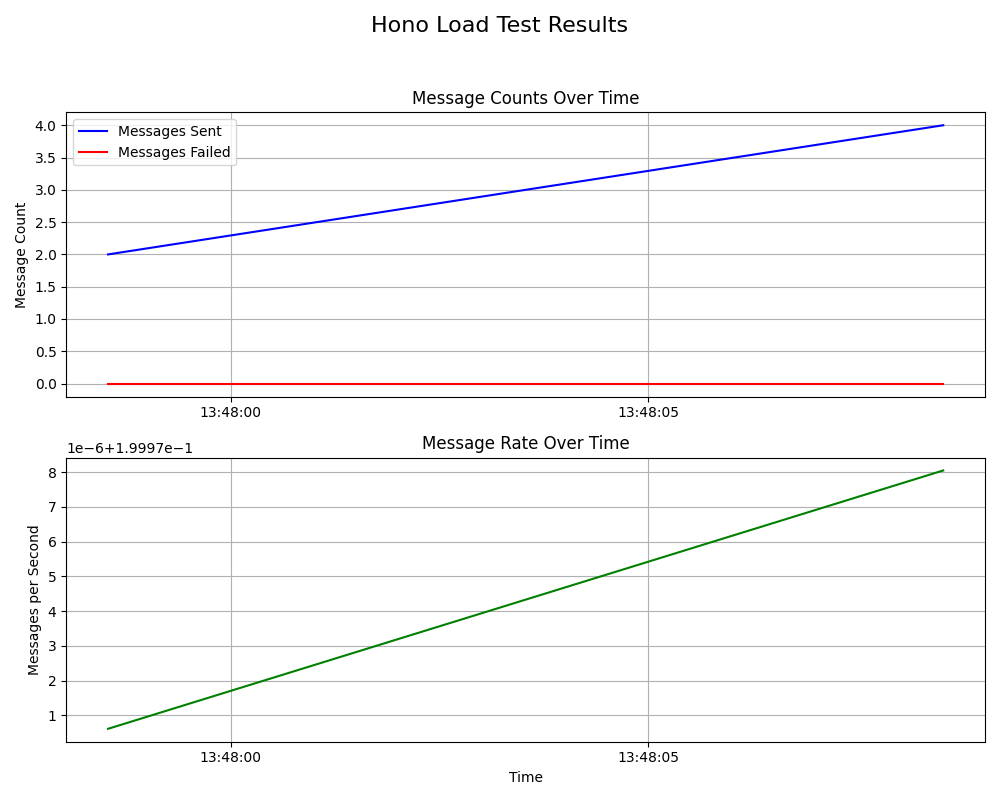 Hono Load Test Results
Message Counts Over Time
Messages Sent
Messages Failed
Message Count
4.0
3.5
3.0
2.5
2.0
1.5
1.0
0.5
0.0
13:48:00
13:48:05
Message Rate Over Time
1e−6+1.9997e−1
Messages per Second
8
7
6
5
4
3
2
1
13:48:00
13:48:05
Time